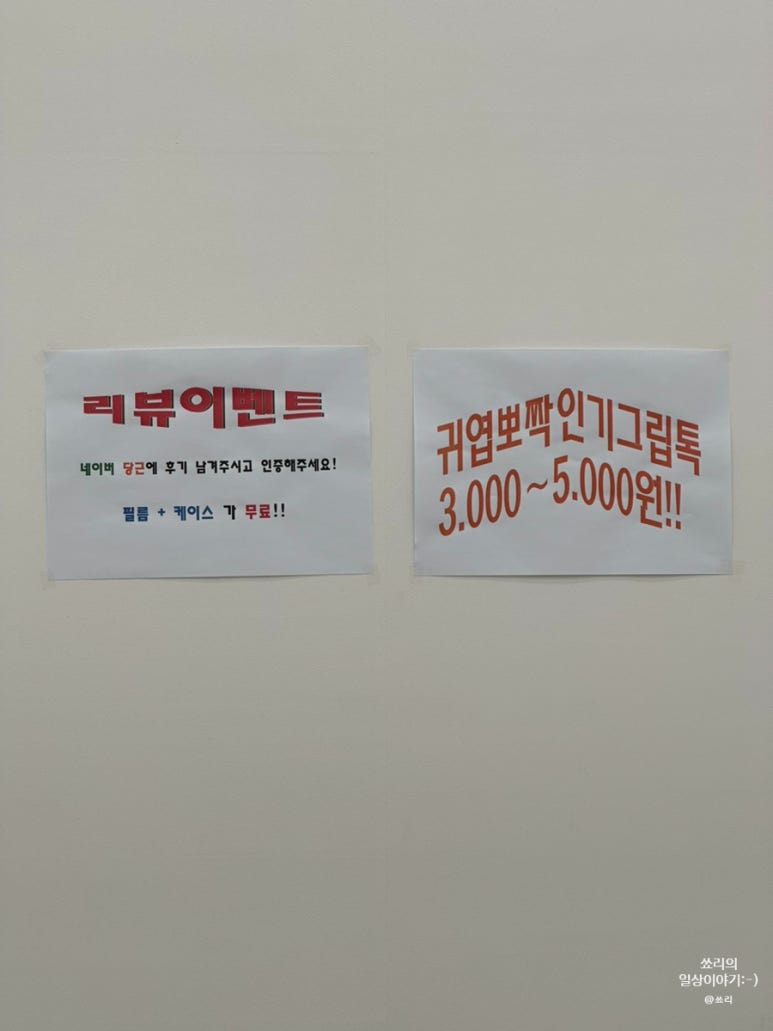 리뷰이벤트
네이버 당근에 후기 남겨주시고 인증해주세요!
필름 + 케이스 가 무료!!
귀엽뽀짝인기그립톡
3.000~5.000원!!
쑈리의
일상이야기:-)
@쑈리